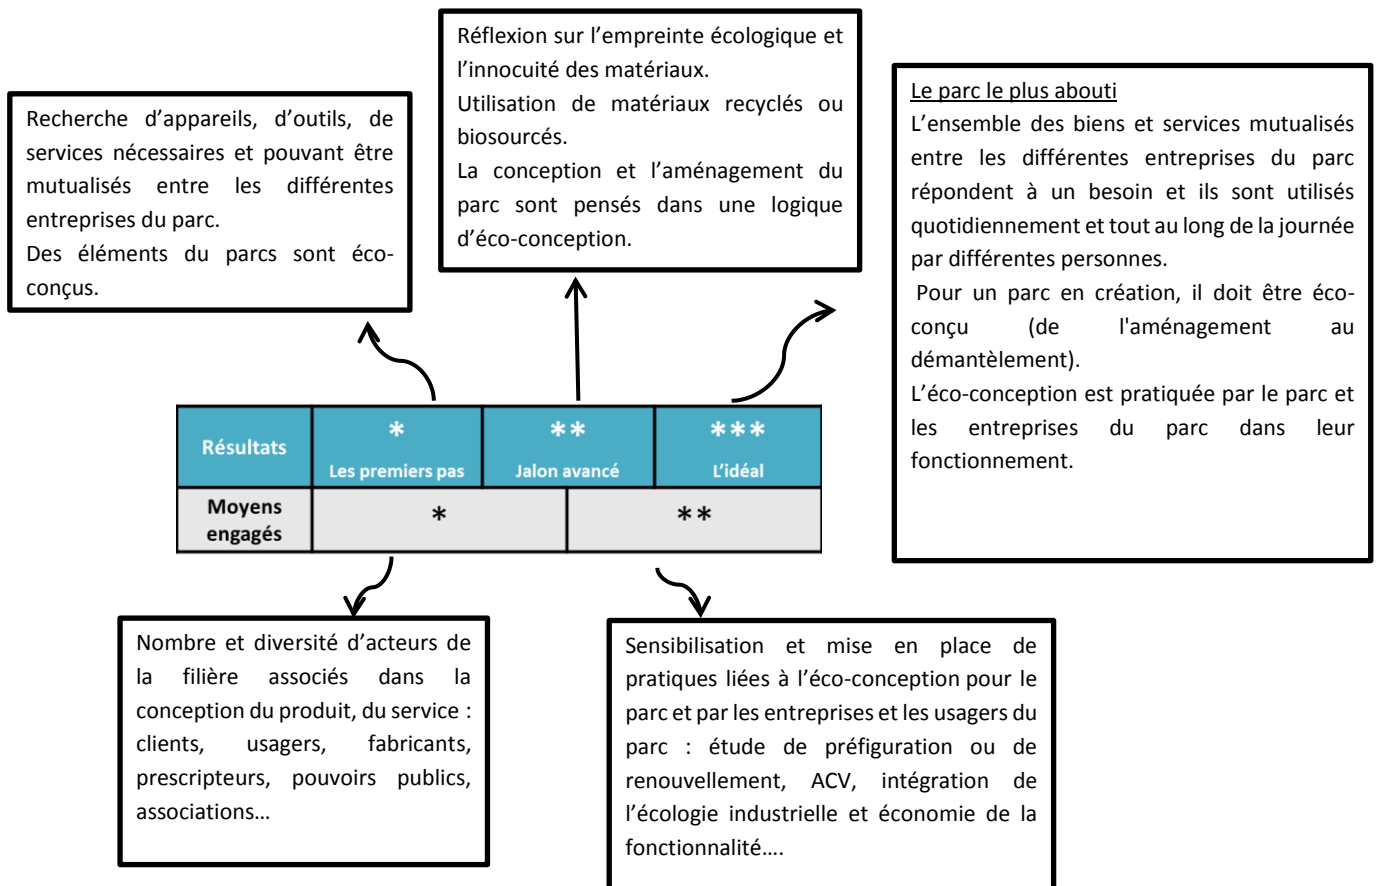 Réflexion sur l’empreinte écologique et
l’innocuité des matériaux.
Utilisation de matériaux recyclés ou
biosourcés.
La conception et l’aménagement du
parc sont pensés dans une logique
d’éco-conception.
Recherche d’appareils, d’outils, de
services nécessaires et pouvant être
mutualisés entre les différentes
entreprises du parc.
Des éléments du parcs sont éco-
conçus.
Le parc le plus abouti
L’ensemble des biens et services mutualisés
entre les différentes entreprises du parc
répondent à un besoin et ils sont utilisés
quotidiennement et tout au long de la journée
par différentes personnes.
Pour un parc en création, il doit être éco-
conçu (de l'aménagement au
démantèlement).
L’éco-conception est pratiquée par le parc et
les entreprises du parc dans leur
fonctionnement.
Résultats
*
Les premiers pas
**
Jalon avancé
***
L’idéal
Moyens
engagés
*
**
Nombre et diversité d’acteurs de
la filière associés dans la
conception du produit, du service :
clients, usagers, fabricants,
prescripteurs, pouvoirs publics,
associations…
Sensibilisation et mise en place de
pratiques liées à l’éco-conception pour le
parc et par les entreprises et les usagers du
parc : étude de préfiguration ou de
renouvellement, ACV, intégration de
l’écologie industrielle et économie de la
fonctionnalité….